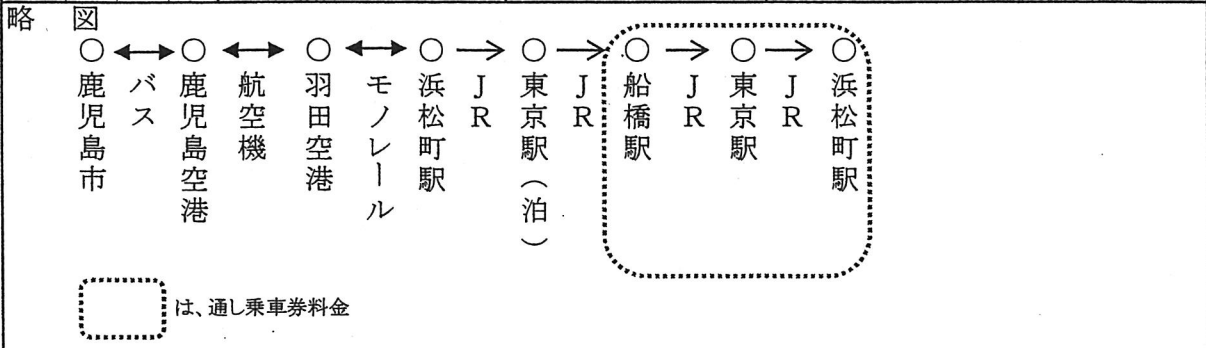 略　図
○ ←→ ○ ←→ ○ ←→ ○ → ○ → ○ → ○ → ○
鹿児島市
バス
鹿児島空港
航空機
羽田空港
モノレール
浜松町駅
JR
東京駅（泊）
JR
船橋駅
JR
東京駅
JR
浜松町駅
は、通し乗車券料金